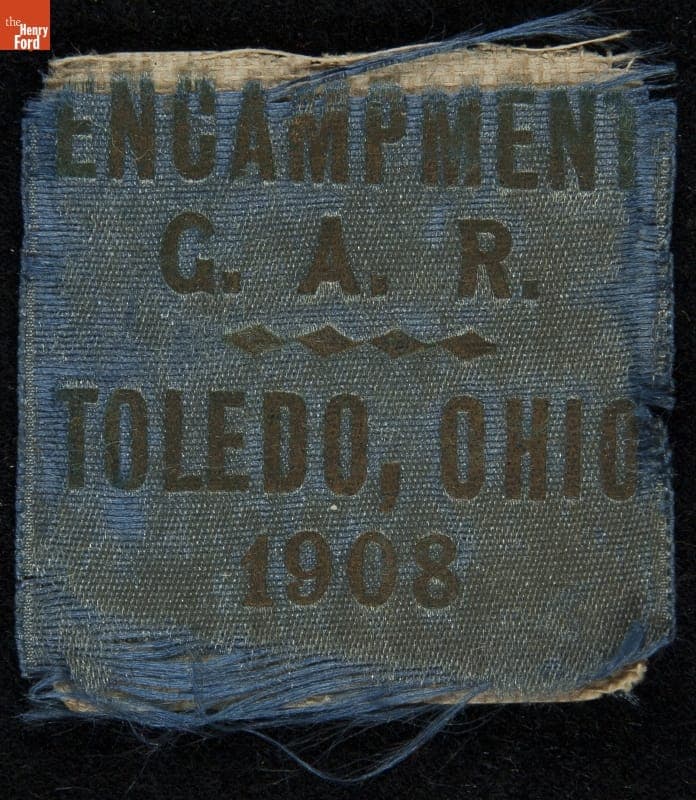 the
Henry
Ford
ENCAMPMENT
G. A. R.
TOLEDO, OHIO
1908